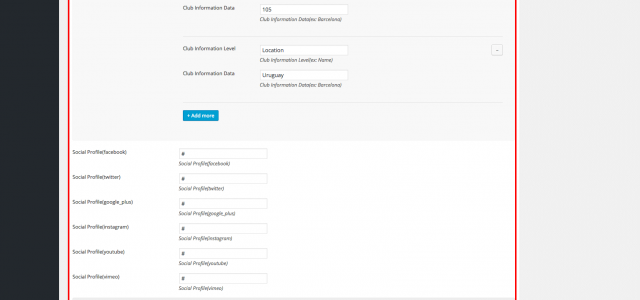 Club Information Data
105
Club Information Data(ex: Barcelona)
Club Information Level
Location
-
Club Information Level(ex: Name)
Club Information Data
Uruguay
Club Information Data(ex: Barcelona)
+ Add more
Social Profile(facebook)
#
Social Profile(facebook)
Social Profile(twitter)
#
Social Profile(twitter)
Social Profile(google_plus)
#
Social Profile(google_plus)
Social Profile(instagram)
#
Social Profile(instagram)
Social Profile(youtube)
#
Social Profile(youtube)
Social Profile(vimeo)
#
Social Profile(vimeo)